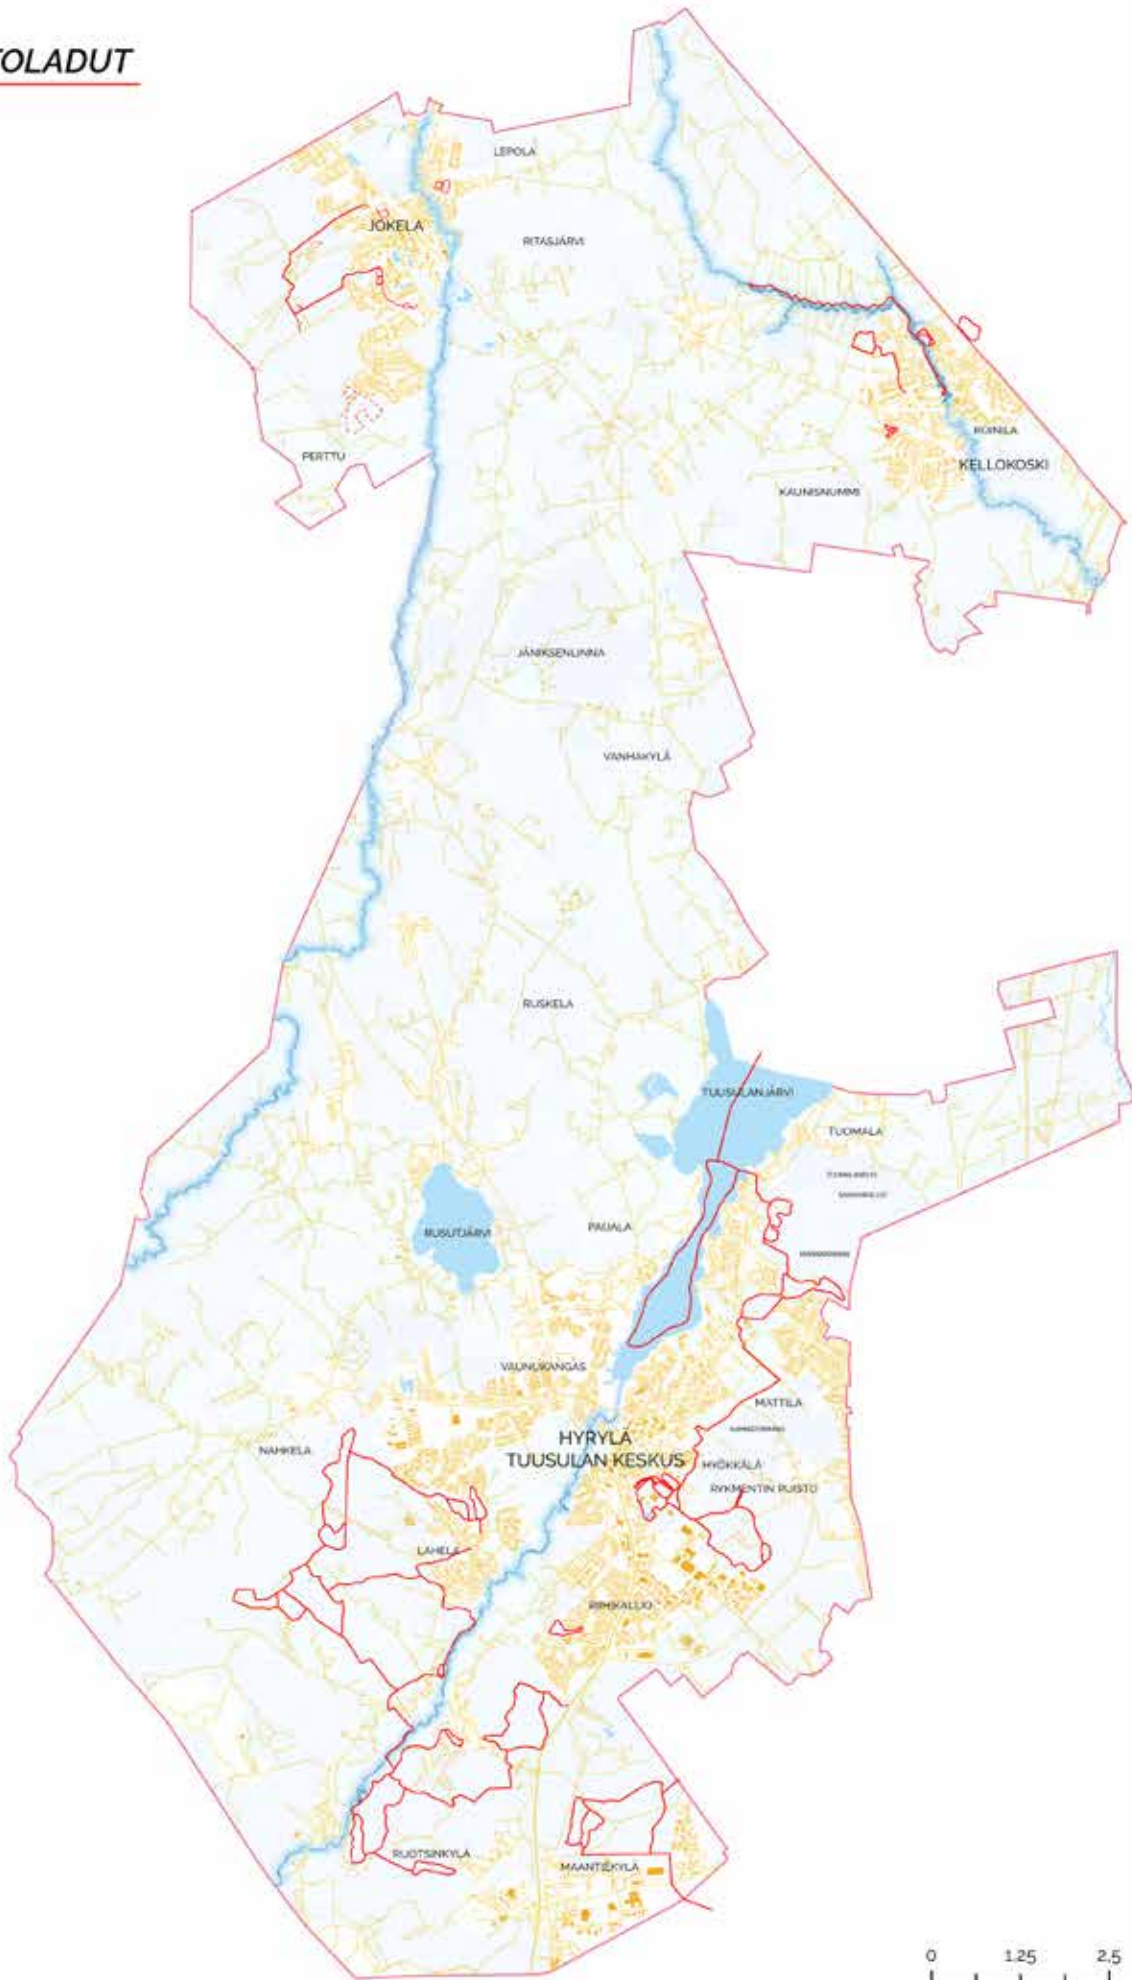 TOLADUT
LEPOLA
JOKELA
RITASJÄRVI
ROINILA
PERTTU
KELLOKOSKI
KAUNISNUMMI
JÄNIKSENLINNA
VANHAKYLÄ
RUSKELA
TUUSULANJÄRVI
TUOMALA
PAIJALA
RUSUTJÄRVI
VAUNUKANGAS
MATTILA
HYRYLÄ
TUUSULAN KESKUS
NAHKELA
HYÖKKÄLÄ
RYKMENTIN PUISTO
LAHELA
RIIHIKALLIO
RUOTSINKYLÄ
MAANTIEKYLÄ
0 1.25 2,5